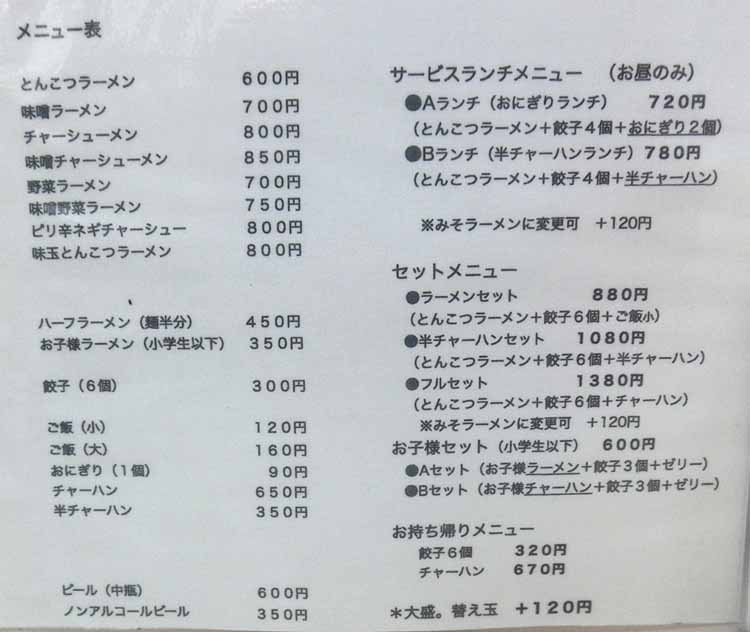 メニュー表
とんこつラーメン 600円
味噌ラーメン 700円
チャーシューメン 800円
味噌チャーシューメン 850円
野菜ラーメン 700円
味噌野菜ラーメン 750円
ピリ辛ネギチャーシュー 800円
味玉とんこつラーメン 800円
ハーフラーメン（麺半分） 450円
お子様ラーメン（小学生以下） 350円
餃子（６個） 300円
ご飯（小） 120円
ご飯（大） 160円
おにぎり（１個） 90円
チャーハン 650円
半チャーハン 350円
ビール（中瓶） 600円
ノンアルコールビール 350円
サービスランチメニュー （お昼のみ）
●Aランチ（おにぎりランチ） 720円
（とんこつラーメン＋餃子４個＋おにぎり２個）
●Bランチ（半チャーハンランチ）780円
（とんこつラーメン＋餃子４個＋半チャーハン）
※みそラーメンに変更可 ＋120円
セットメニュー
●ラーメンセット 880円
（とんこつラーメン＋餃子６個＋ご飯小）
●半チャーハンセット 1080円
（とんこつラーメン＋餃子６個＋半チャーハン）
●フルセット 1380円
（とんこつラーメン＋餃子６個＋チャーハン）
※みそラーメンに変更可 ＋120円
お子様セット（小学生以下） 600円
●Aセット（お子様ラーメン＋餃子３個＋ゼリー）
●Bセット（お子様チャーハン＋餃子３個＋ゼリー）
お持ち帰りメニュー
餃子６個 320円
チャーハン 670円
＊大盛。替え玉 ＋120円